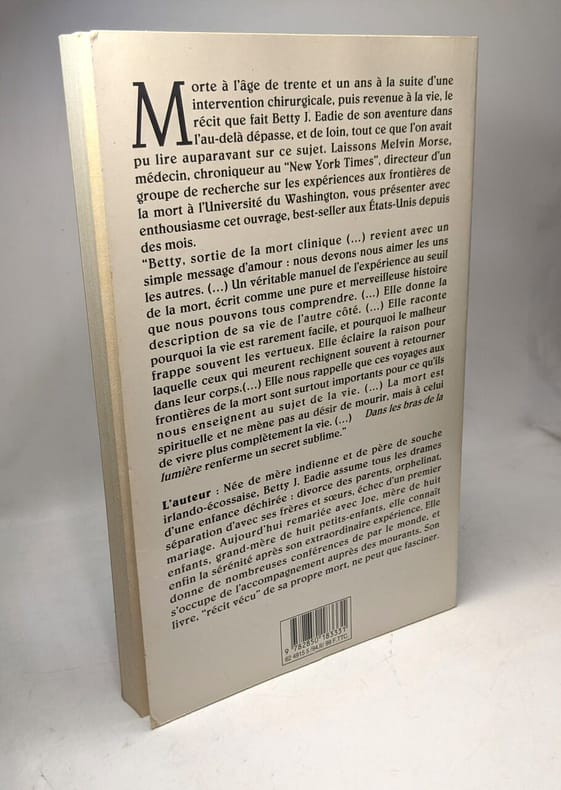 Morte à l'âge de trente et un ans à la suite d'une
intervention chirurgicale, puis revenue à la vie, le
récit que fait Betty J. Eadie de son aventure dans
l'au-delà dépasse, et de loin, tout ce que l'on avait
pu lire auparavant sur ce sujet. Laissons Melvin Morse,
médecin, chroniqueur au "New York Times", directeur d'un
groupe de recherche sur les expériences aux frontières de
la mort à l'Université du Washington, vous présenter avec
enthousiasme cet ouvrage, best-seller aux États-Unis depuis
des mois.
"Betty, sortie de la mort clinique (...) revient avec un
simple message d'amour : nous devons nous aimer les uns
les autres. (...) Un véritable manuel de l'expérience au seuil
de la mort, écrit comme une pure et merveilleuse histoire
que nous pouvons tous comprendre. (...) Elle donne la
description de sa vie de l'autre côté. (...) Elle raconte
pourquoi la vie est rarement facile, et pourquoi le malheur
frappe souvent les vertueux. Elle éclaire la raison pour
laquelle ceux qui meurent rechignent souvent à retourner
dans leur corps.(...) Elle nous rappelle que ces voyages aux
frontières de la mort sont surtout importants pour ce qu'ils
nous enseignent au sujet de la vie. (...) La mort est
spirituelle et ne mène pas au désir de mourir, mais à celui
de vivre plus complètement la vie. (...) Dans les bras de la
lumière renferme un secret sublime."
L'auteur : Née de mère indienne et de père de souche
irlando-écossaise, Betty J. Eadie assume tous les drames
d'une enfance déchirée : divorce des parents, orphelinat,
séparation d'avec ses frères et sœurs, échec d'un premier
mariage. Aujourd'hui remariée avec Joe, mère de huit
enfants, grand-mère de huit petits-enfants, elle connaît
enfin la sérénité après son extraordinaire expérience. Elle
donne de nombreuses conférences de par le monde, et
s'occupe de l'accompagnement auprès des mourants. Son
livre, "récit vécu" de sa propre mort, ne peut que fasciner.
9 782850 183331